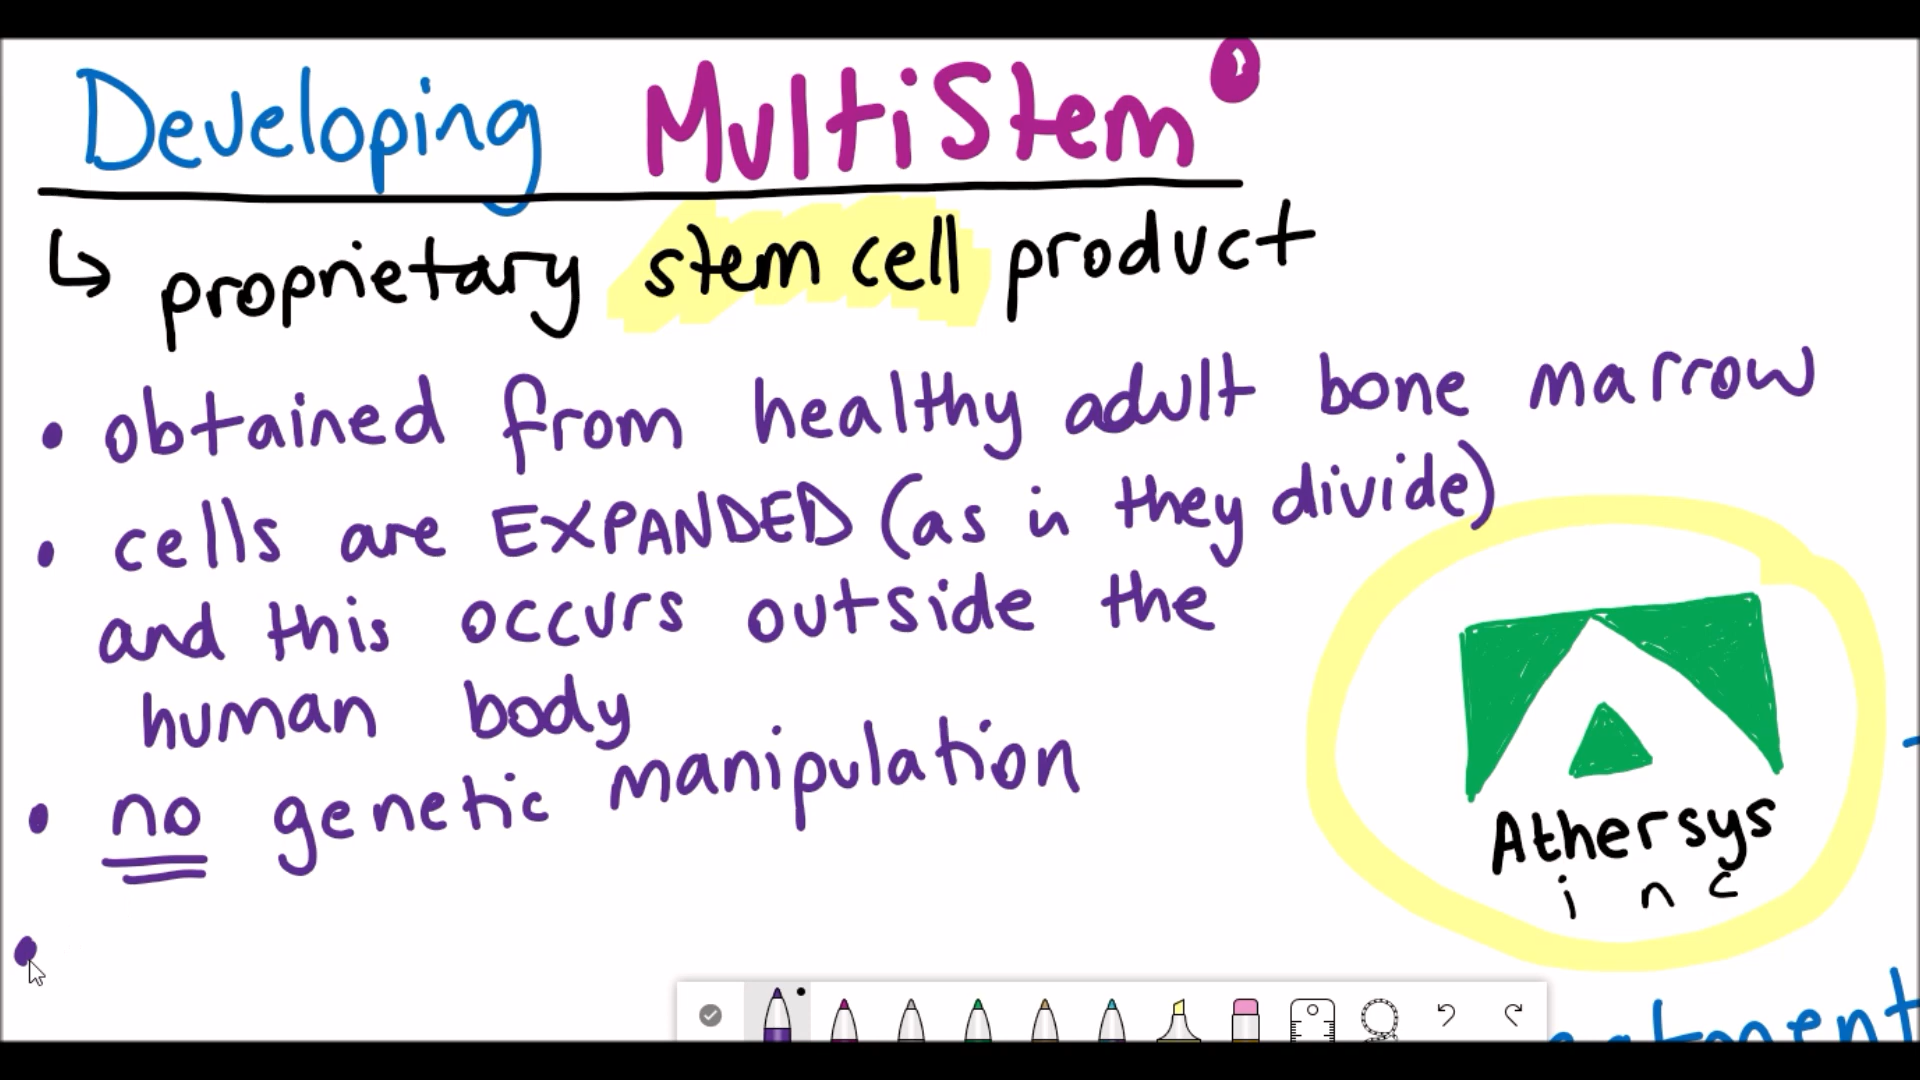 Developing MultiStem
↳ proprietary stem cell product
• obtained from healthy adult bone marrow
• cells are EXPANDED (as in they divide)
and this occurs outside the
human body
• no genetic manipulation
•
Athersys
inc